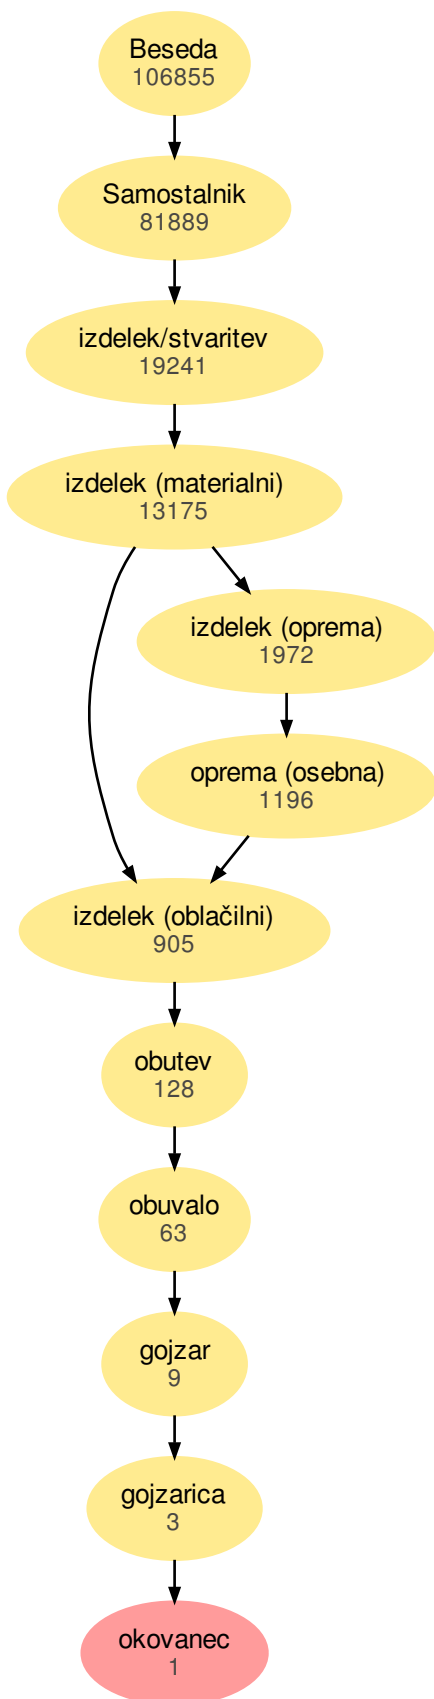 Beseda
106855
Samostalnik
81889
izdelek/stvaritev
19241
izdelek (materialni)
13175
izdelek (oprema)
1972
oprema (osebna)
1196
izdelek (oblačilni)
905
obutev
128
obuvalo
63
gojzar
9
gojzarica
3
okovanec
1